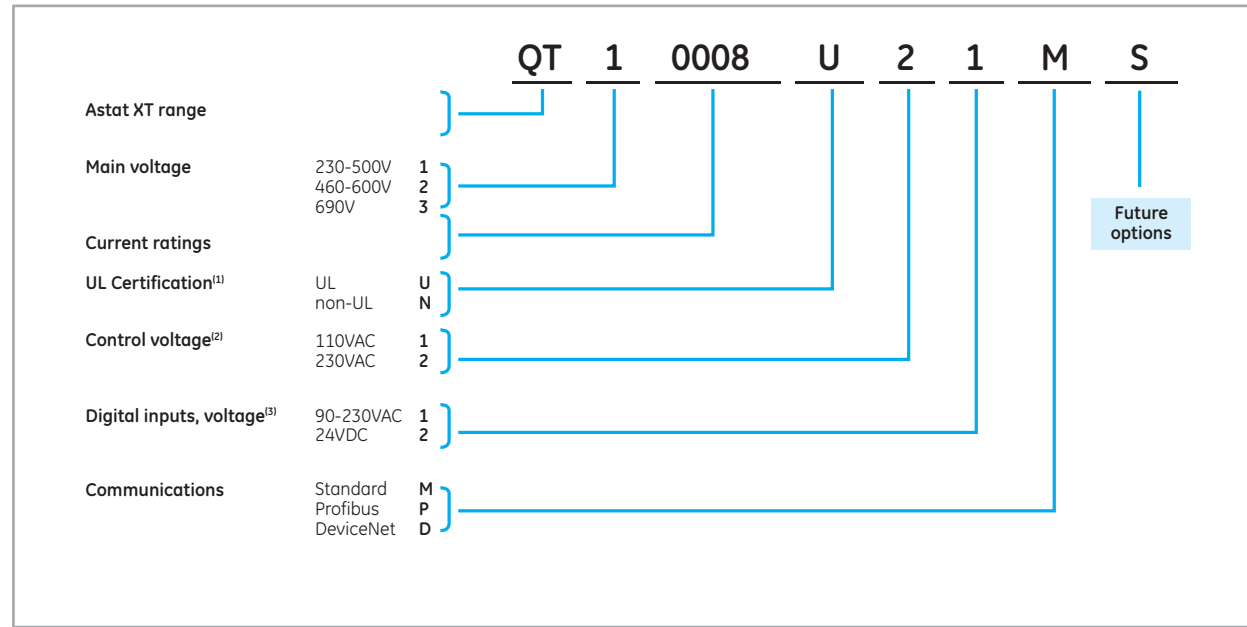 QT 1 0008 U 2 1 M S
Astat XT range
Main voltage 230-500V 1
460-600V 2
690V 3
Future
options
Current ratings
UL Certification(1) UL U
non-UL N
Control voltage(2) 110VAC 1
230VAC 2
Digital inputs, voltage(3) 90-230VAC 1
24VDC 2
Communications Standard M
Profibus P
DeviceNet D